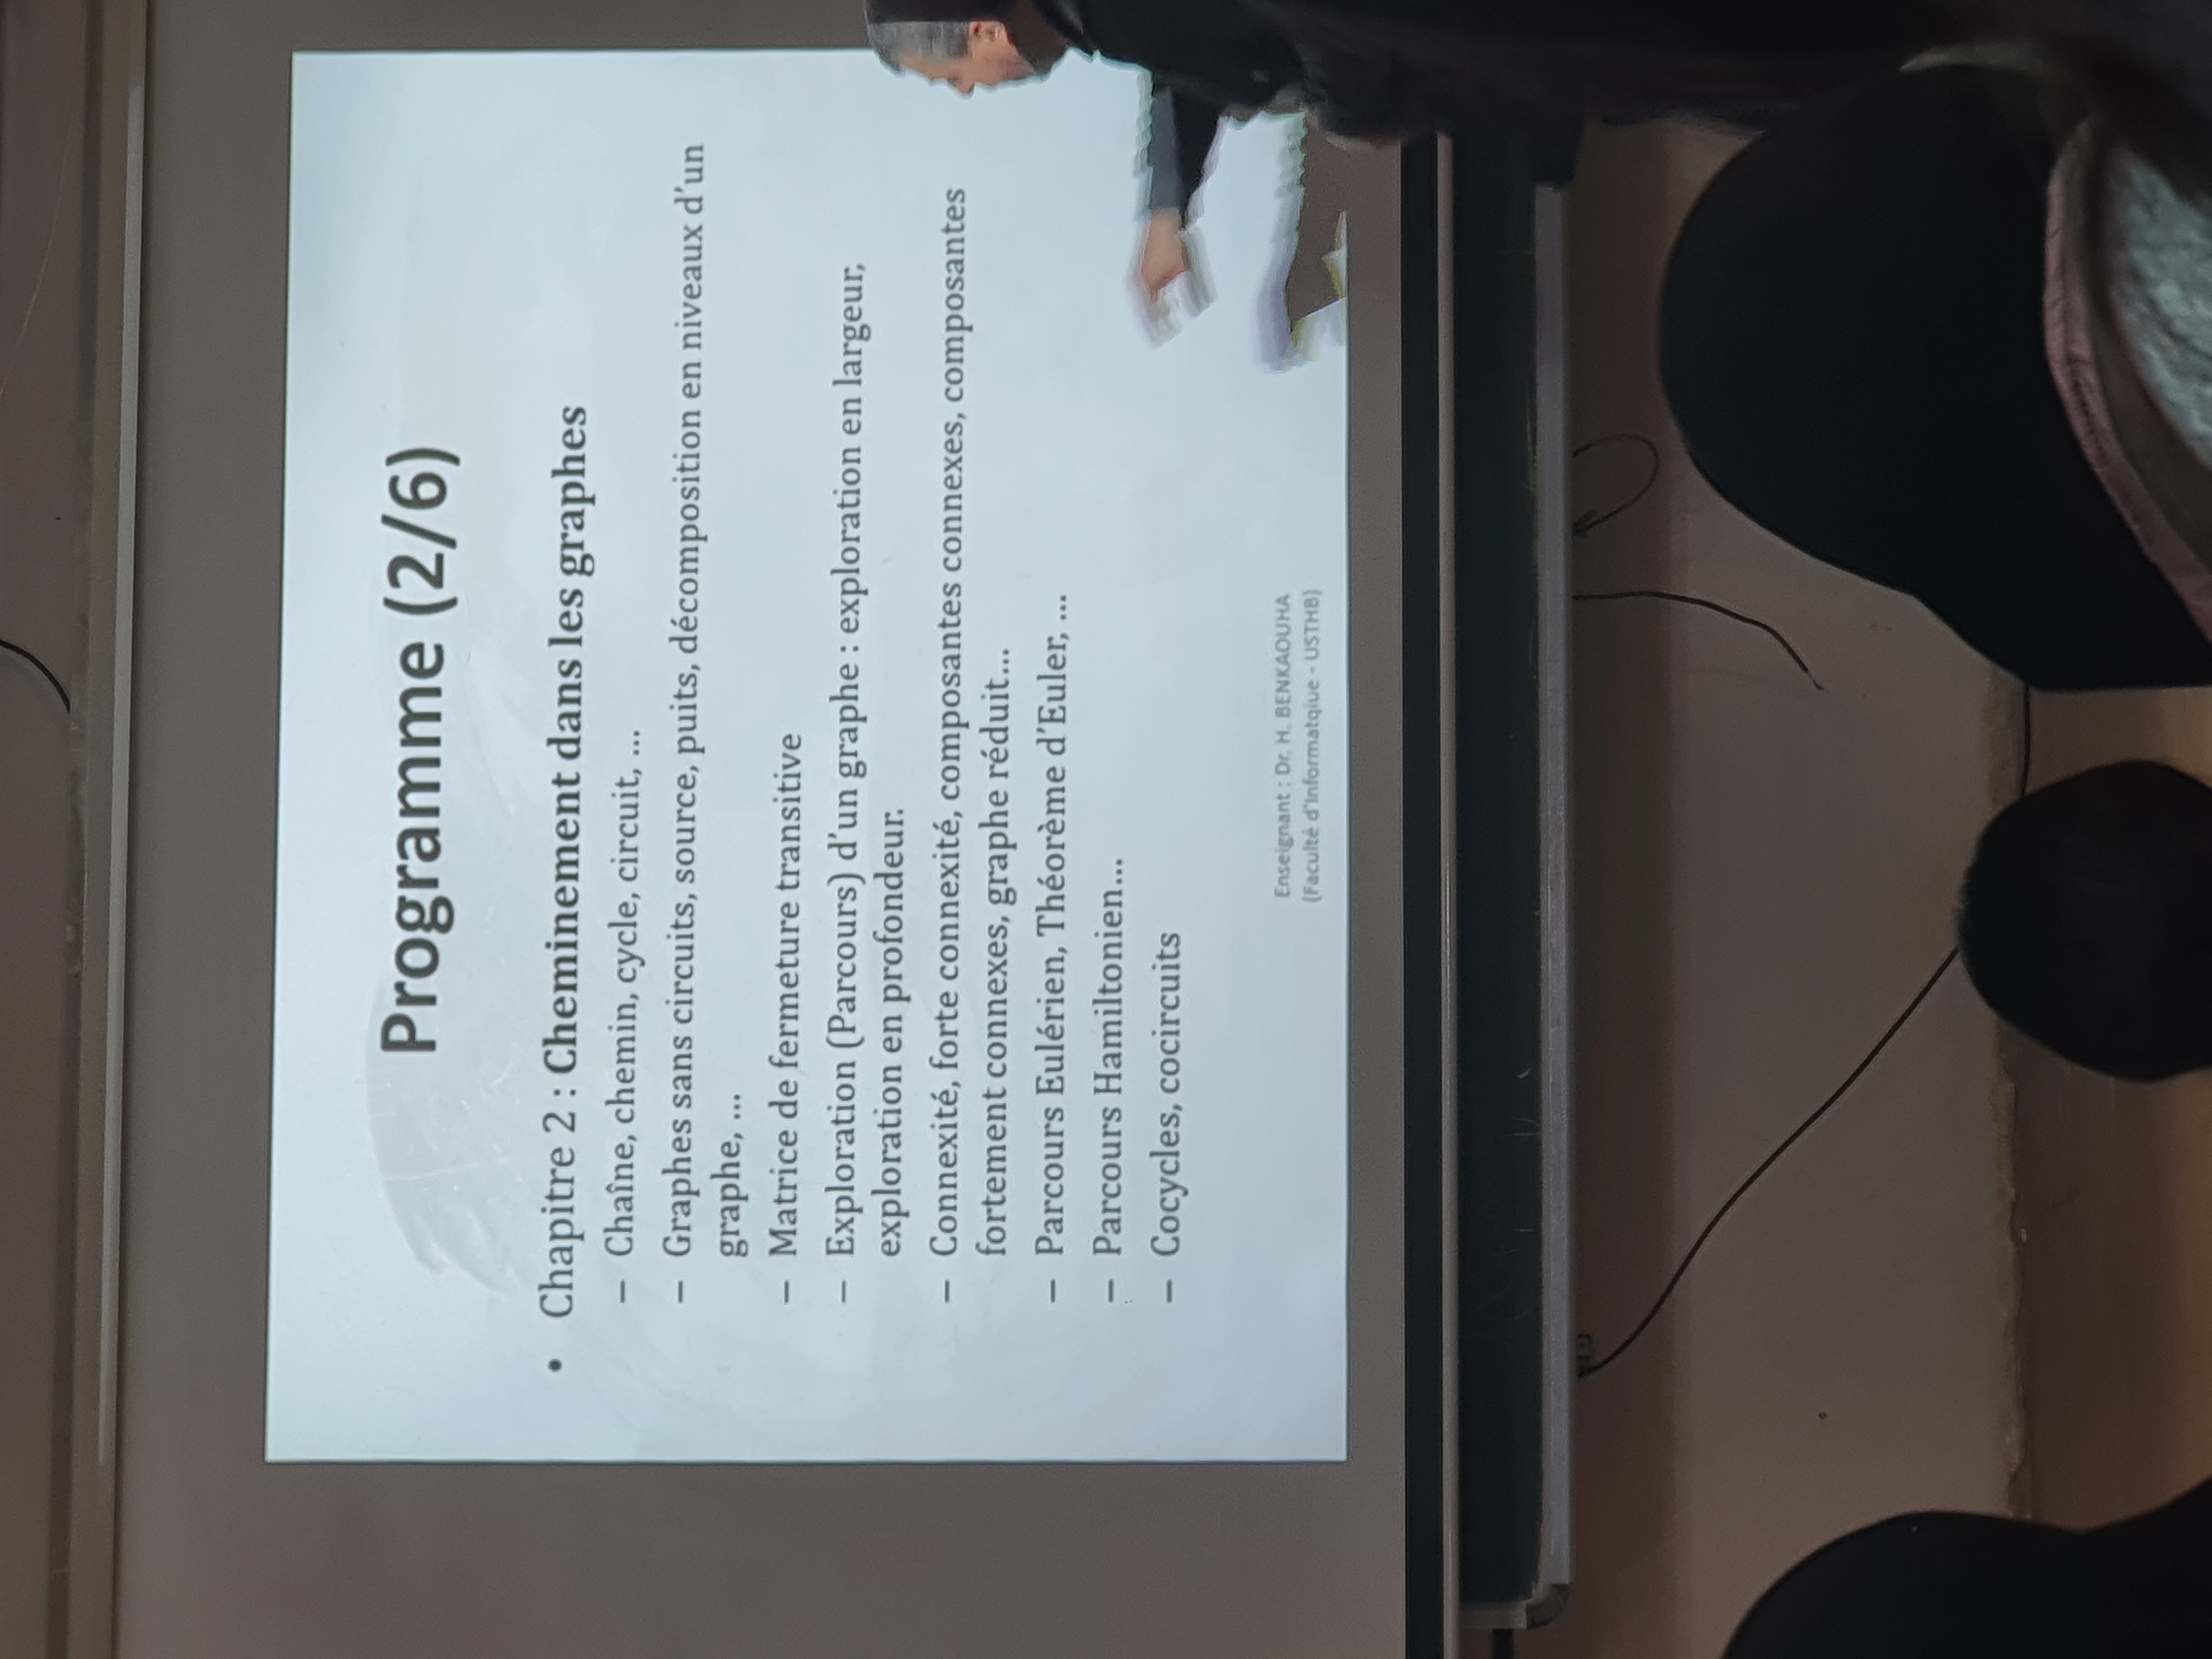 Programme (2/6)
• Chapitre 2 : Cheminement dans les graphes
– Chaîne, chemin, cycle, circuit, ...
– Graphes sans circuits, source, puits, décomposition en niveaux d'un
graphe, ...
– Matrice de fermeture transitive
– Exploration (Parcours) d'un graphe : exploration en largeur,
exploration en profondeur.
– Connexité, forte connexité, composantes connexes, composantes
fortement connexes, graphe réduit...
– Parcours Eulérien, Théorème d'Euler, ...
– Parcours Hamiltonien...
– Cocycles, cocircuits
Enseignant : Dr. H. BENKAOUHA
(Faculté d'Informatqiue - USTHB)